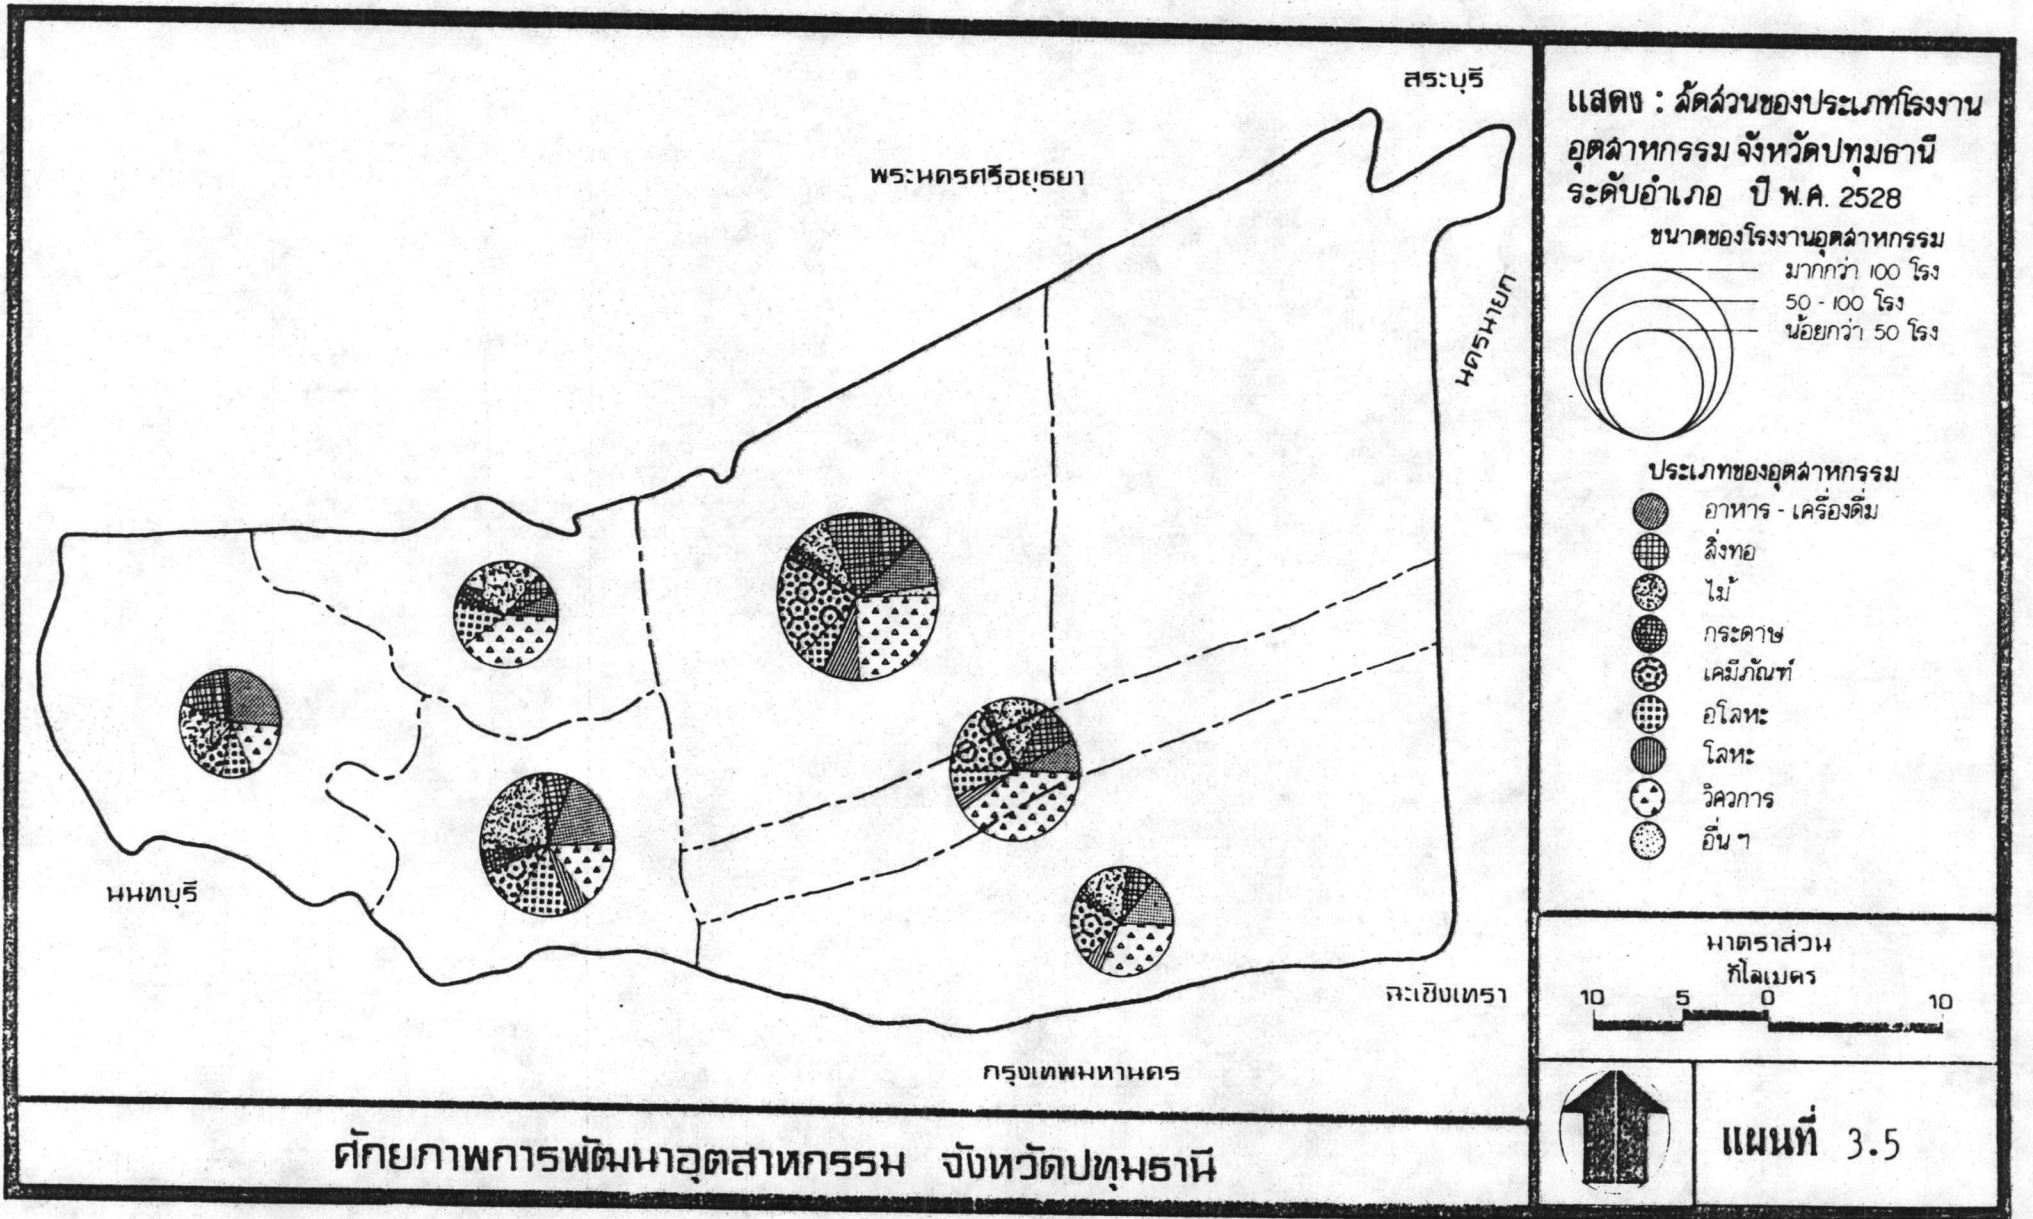 สระบุรี
พระนครศรีอยุธยา
นครนายก
นนทบุรี
ฉะเชิงเทรา
กรุงเทพมหานคร
ศักยภาพการพัฒนาอุตสาหกรรม จังหวัดปทุมธานี
แสดง : สัดส่วนของประเภทโรงงาน
อุตสาหกรรม จังหวัดปทุมธานี
ระดับอำเภอ ปี พ.ศ. 2528
ขนาดของโรงงานอุตสาหกรรม
มากกว่า 100 โรง
50 - 100 โรง
น้อยกว่า 50 โรง
ประเภทของอุตสาหกรรม
อาหาร - เครื่องดื่ม
สิ่งทอ
ไม้
กระดาษ
เคมีภัณฑ์
อโลหะ
โลหะ
วิศวการ
อื่น ๆ
มาตราส่วน
กิโลเมตร
10 5 0 10
แผนที่ 3.5